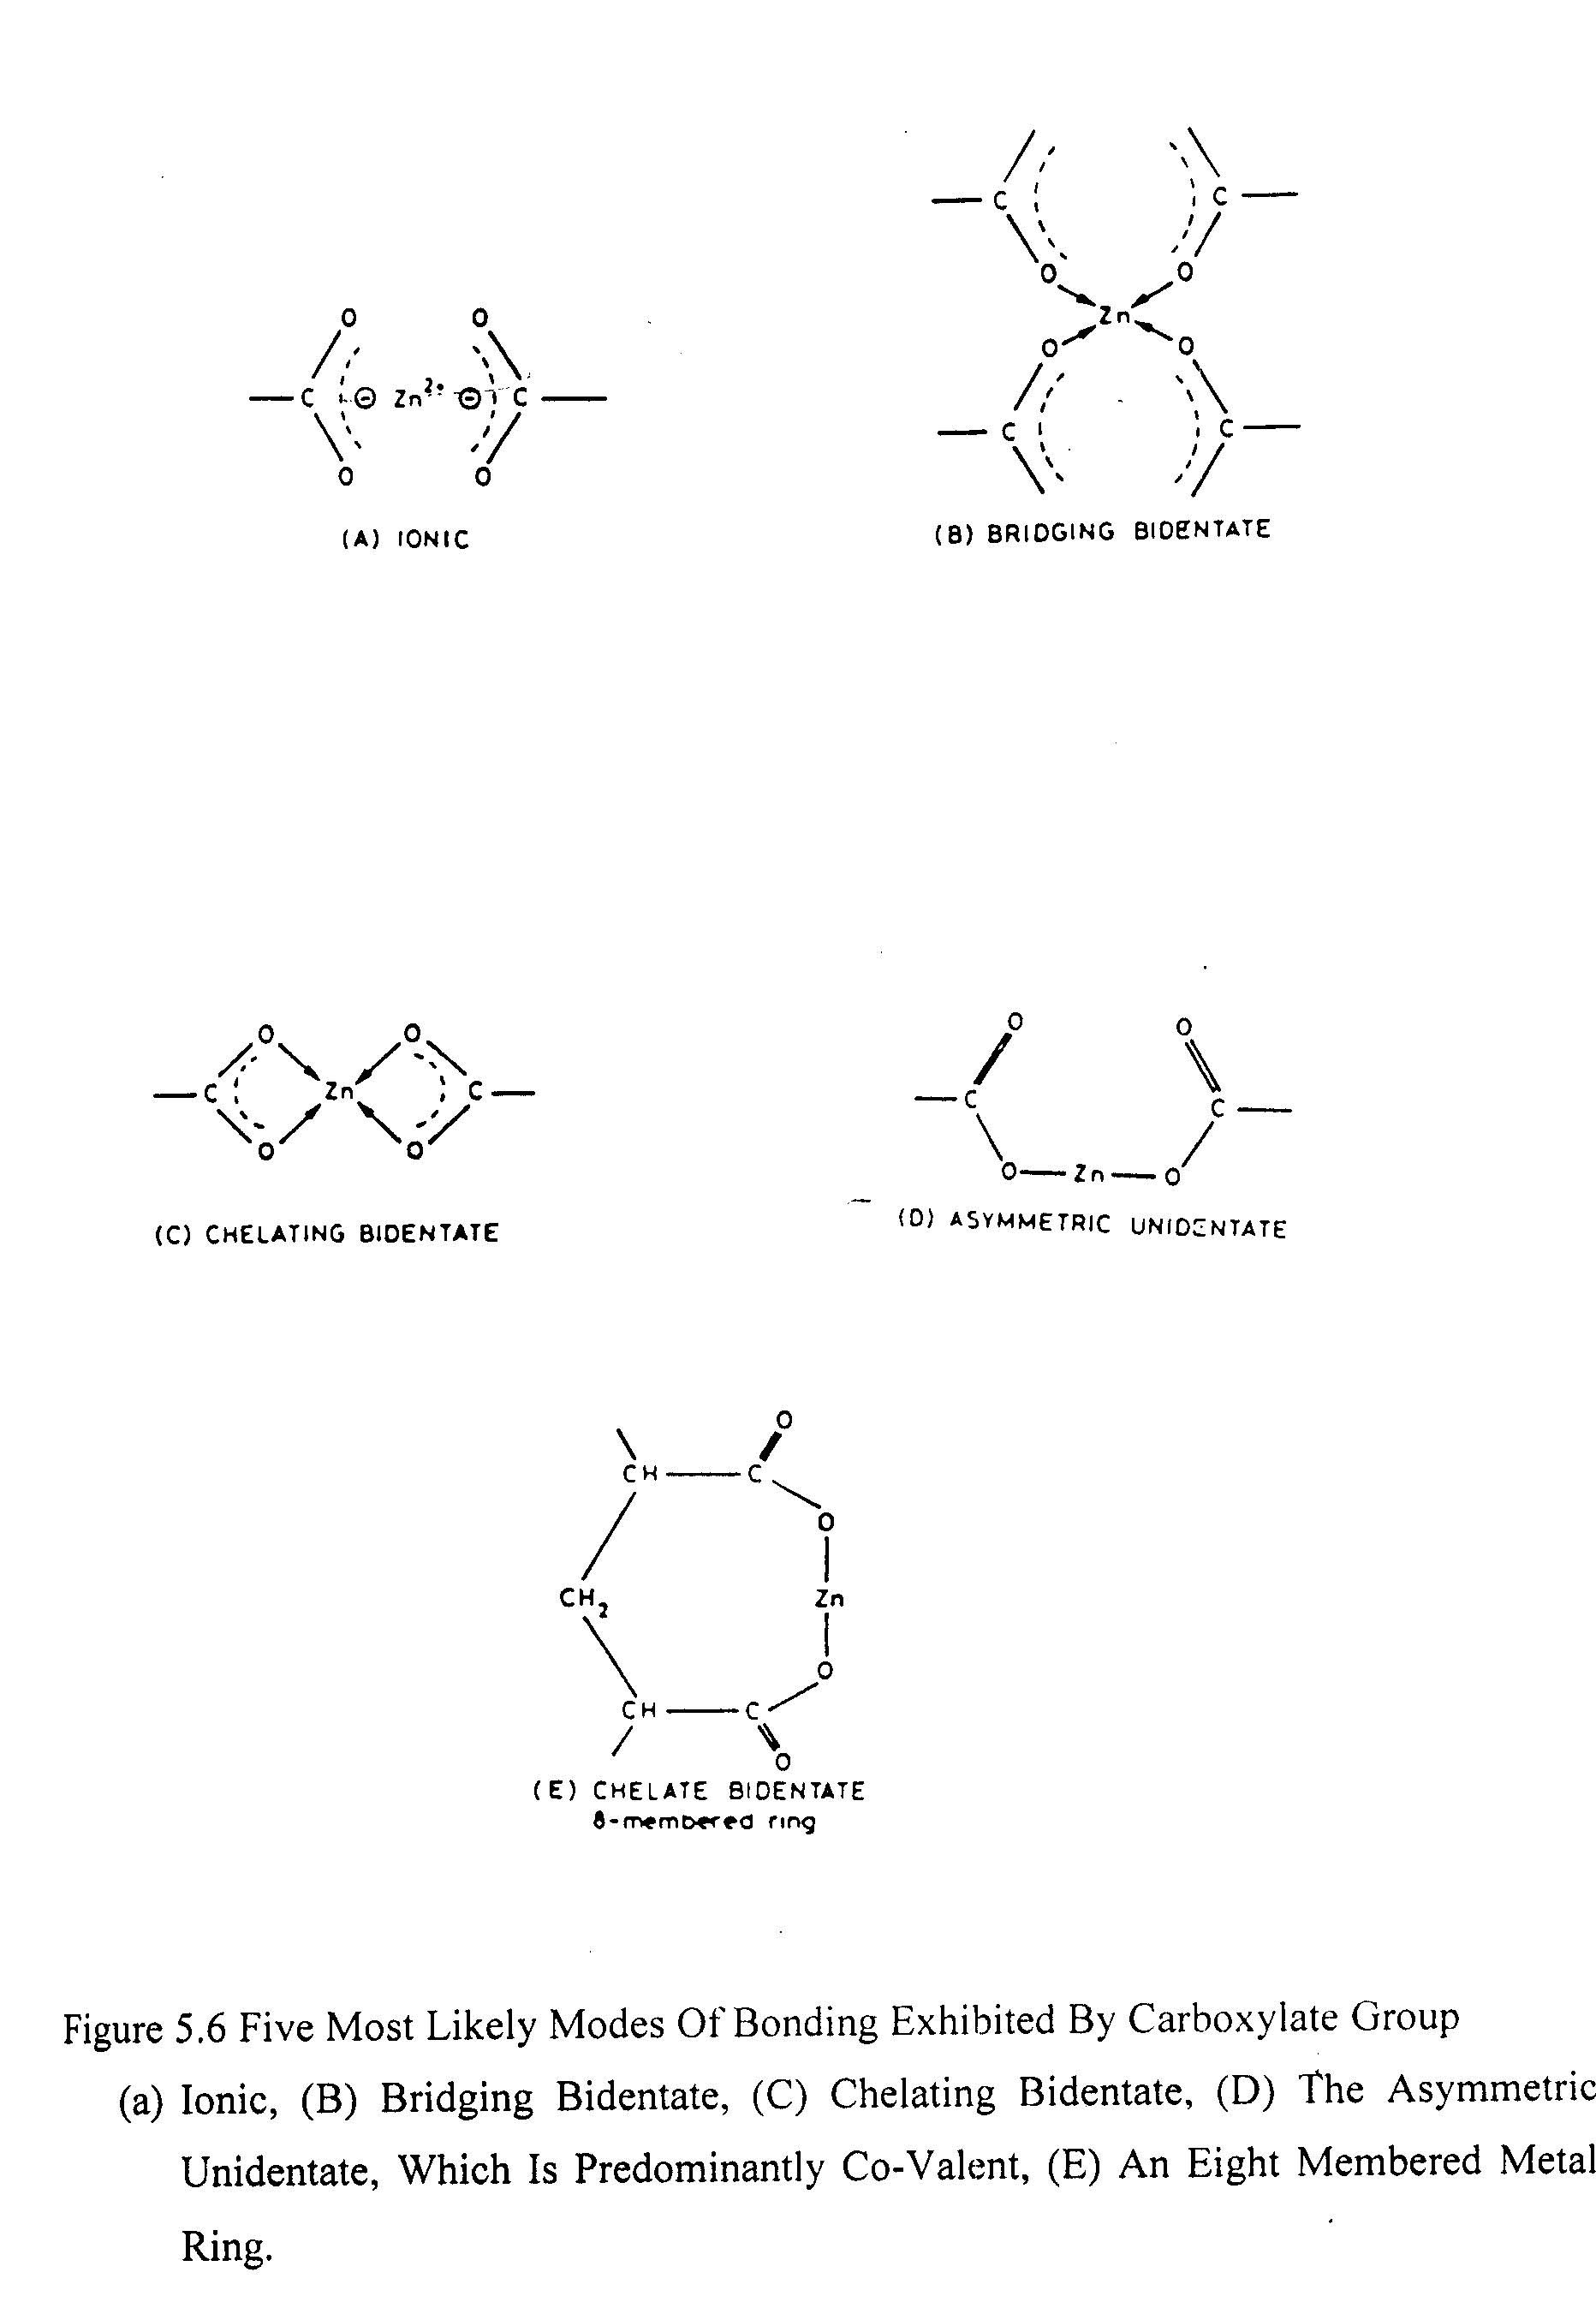 O O
C ⊖ Zn2+ ⊖ C
O O
(A) IONIC
C C
O O
Zn
O O
C C
(B) BRIDGING BIDENTATE
O O
C Zn C
O O
(C) CHELATING BIDENTATE
O O
C C
O Zn O
(D) ASYMMETRIC UNIDENTATE
O
CH C
O
CH2 Zn
O
CH C
O
(E) CHELATE BIDENTATE
8-membered ring
Figure 5.6 Five Most Likely Modes Of Bonding Exhibited By Carboxylate Group
(a) Ionic, (B) Bridging Bidentate, (C) Chelating Bidentate, (D) The Asymmetric
Unidentate, Which Is Predominantly Co-Valent, (E) An Eight Membered Metal
Ring.